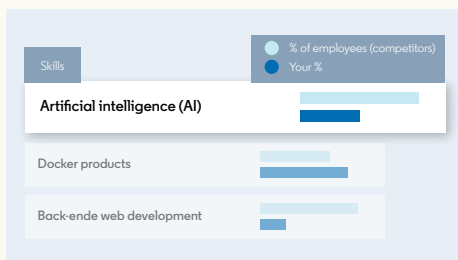 % of employees (competitors)
Skills
Your %
Artificial intelligence (AI)
Docker products
Back-ende web development